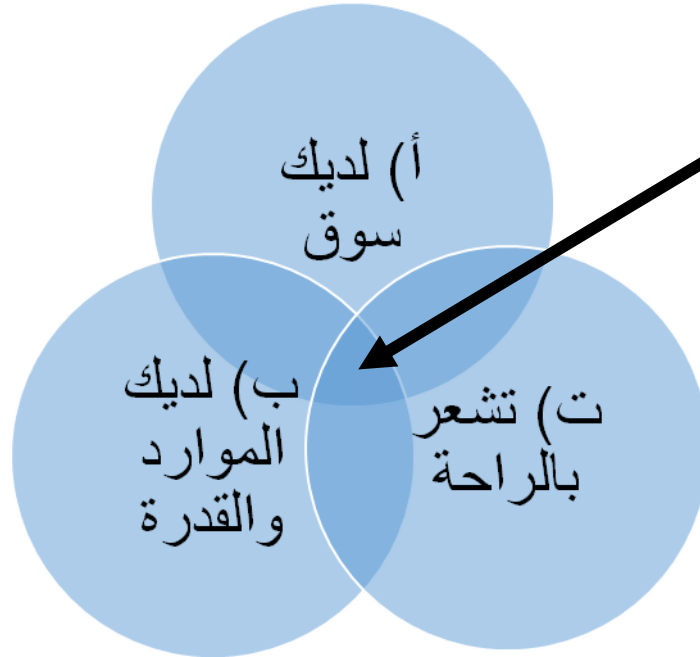 أ) لديك
سوق
ب) لديك
الموارد
والقدرة
ت) تشعر
بالراحة